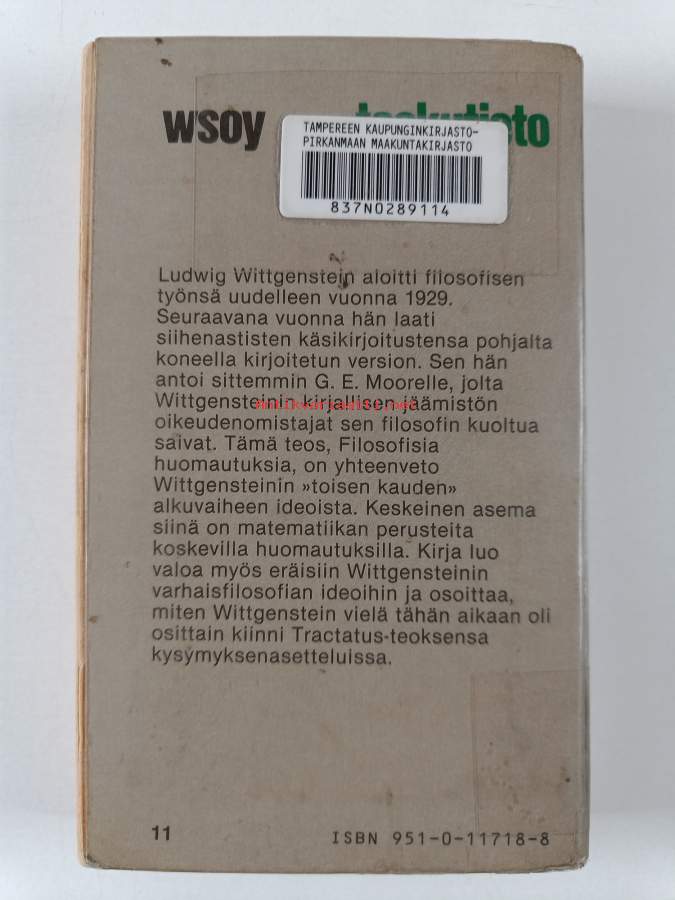 wsoy
TAMPEREEN KAUPUNGINKIRJASTO-
PIRKANMAAN MAAKUNTAKIRJASTO
837N0289114
Ludwig Wittgenstein aloitti filosofisen
työnsä uudelleen vuonna 1929.
Seuraavana vuonna hän laati
siihenastisten käsikirjoitustensa pohjalta
koneella kirjoitetun version. Sen hän
antoi sittemmin G. E. Moorelle, jolta
Wittgensteinin kirjallisen jäämistön
oikeudenomistajat sen filosofin kuoltua
saivat. Tämä teos, Filosofisia
huomautuksia, on yhteenveto
Wittgensteinin »toisen kauden»
alkuvaiheen ideoista. Keskeinen asema
siinä on matematiikan perusteita
koskevilla huomautuksilla. Kirja luo
valoa myös eräisiin Wittgensteinin
varhaisfilosofian ideoihin ja osoittaa,
miten Wittgenstein vielä tähän aikaan oli
osittain kiinni Tractatus-teoksensa
kysymyksenasetteluissa.
11
ISBN 951-0-11718-8